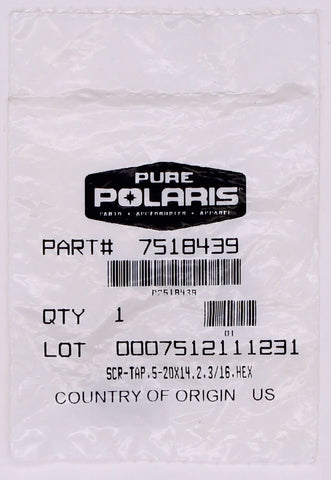 PURE
POLARIS
PARTS • ACCESSORIES • APPAREL
PART# 7518439
07518439
QTY 1
01
LOT 0007512111231
SCR-TAP.5-20X14.2.3/16.HEX
COUNTRY OF ORIGIN US